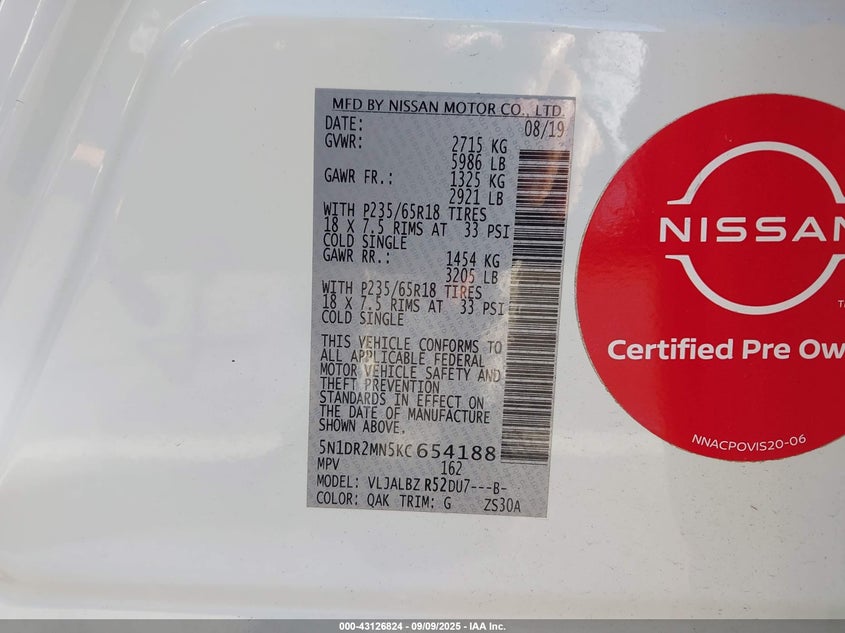 MFD BY NISSAN MOTOR CO., LTD.
DATE: 08/19
GVWR: 2715 KG
5986 LB
GAWR FR.: 1325 KG
2921 LB
WITH P235/65R18 TIRES
18 X 7.5 RIMS AT 33 PSI
COLD SINGLE
GAWR RR.: 1454 KG
3205 LB
WITH P235/65R18 TIRES
18 X 7.5 RIMS AT 33 PSI
COLD SINGLE
THIS VEHICLE CONFORMS TO
ALL APPLICABLE FEDERAL
MOTOR VEHICLE SAFETY AND
THEFT PREVENTION
STANDARDS IN EFFECT ON
THE DATE OF MANUFACTURE
SHOWN ABOVE.
5N1DR2MN5KC654188
MPV 162
MODEL: VLJALBZ R52DU7---B-
COLOR: QAK TRIM: G ZS30A
NISSAN
Certified Pre Ow
NNACPOVIS20-06
000-43126824 / 09/09/2025 - IAA Inc.